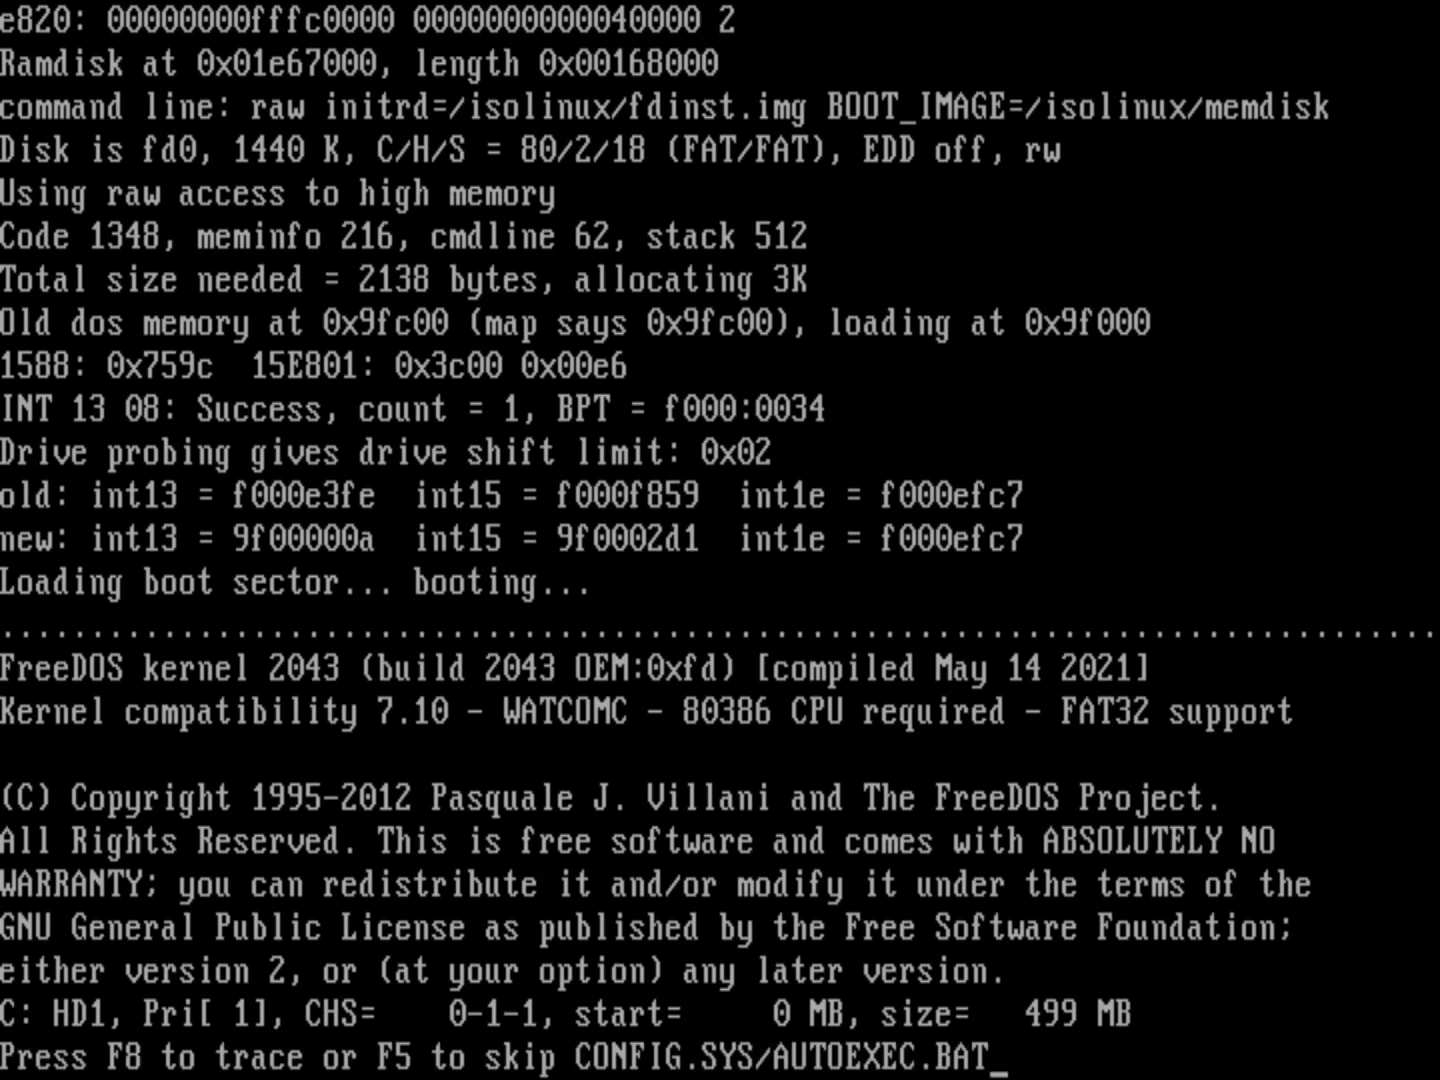 e820: 00000000fffc0000 0000000000040000 2
Ramdisk at 0x01e67000, length 0x00168000
command line: raw initrd=/isolinux/fdinst.img BOOT_IMAGE=/isolinux/memdisk
Disk is fd0, 1440 K, C/H/S = 80/2/18 (FAT/FAT), EDD off, rw
Using raw access to high memory
Code 1348, meminfo 216, cmdline 62, stack 512
Total size needed = 2138 bytes, allocating 3K
Old dos memory at 0x9fc00 (map says 0x9fc00), loading at 0x9f000
1588: 0x759c  15E801: 0x3c00 0x00e6
INT 13 08: Success, count = 1, BPT = f000:0034
Drive probing gives drive shift limit: 0x02
old: int13 = f000e3fe  int15 = f000f859  int1e = f000efc7
new: int13 = 9f00000a  int15 = 9f0002d1  int1e = f000efc7
Loading boot sector... booting...
................................................................................
FreeDOS kernel 2043 (build 2043 OEM:0xfd) [compiled May 14 2021]
Kernel compatibility 7.10 - WATCOMC - 80386 CPU required - FAT32 support
(C) Copyright 1995-2012 Pasquale J. Villani and The FreeDOS Project.
All Rights Reserved. This is free software and comes with ABSOLUTELY NO
WARRANTY; you can redistribute it and/or modify it under the terms of the
GNU General Public License as published by the Free Software Foundation;
either version 2, or (at your option) any later version.
C: HD1, Pri[ 1], CHS=    0-1-1, start=     0 MB, size=   499 MB
Press F8 to trace or F5 to skip CONFIG.SYS/AUTOEXEC.BAT_